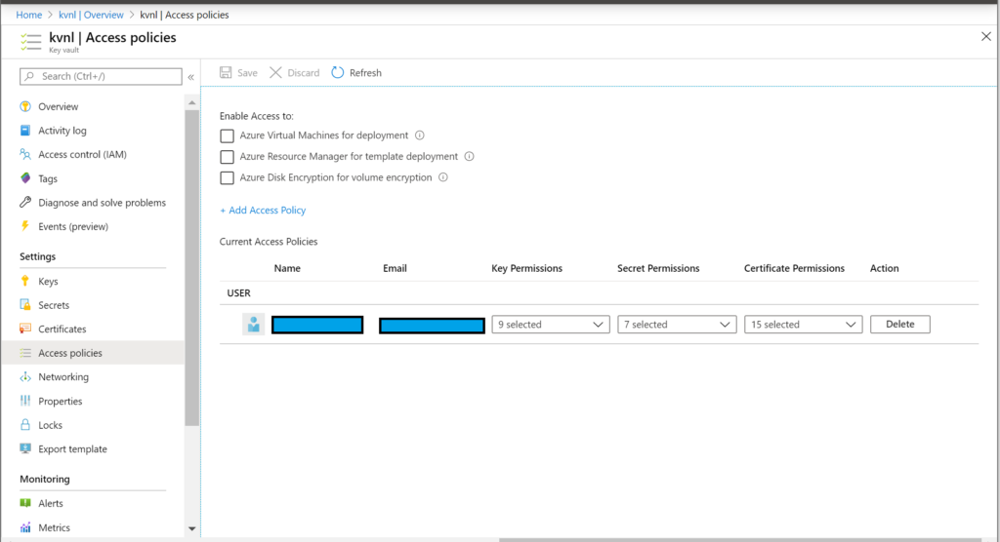 Home > kvnl | Overview > kvnl | Access policies
kvnl | Access policies
Key vault
Search (Ctrl+/)
«
Overview
Activity log
Access control (IAM)
Tags
Diagnose and solve problems
Events (preview)
Settings
Keys
Secrets
Certificates
Access policies
Networking
Properties
Locks
Export template
Monitoring
Alerts
Metrics
Save Discard Refresh
Enable Access to:
Azure Virtual Machines for deployment
Azure Resource Manager for template deployment
Azure Disk Encryption for volume encryption
+ Add Access Policy
Current Access Policies
Name Email Key Permissions Secret Permissions Certificate Permissions Action
USER
9 selected 7 selected 15 selected Delete